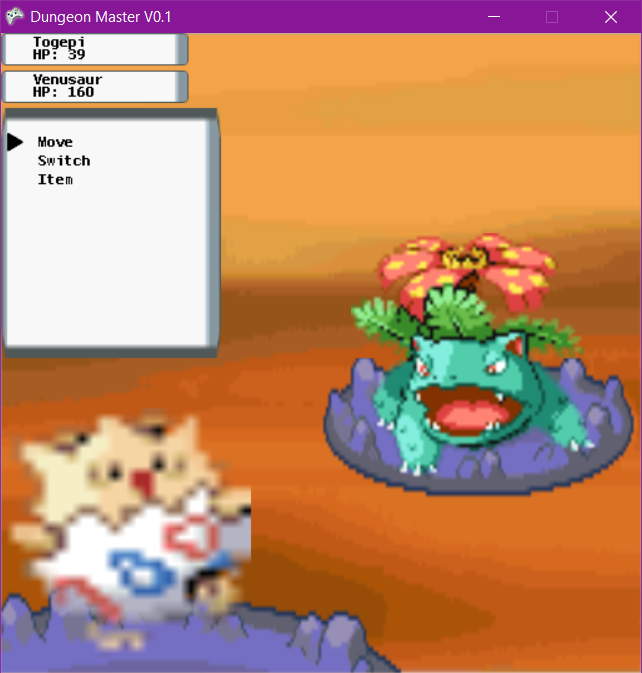 Dungeon Master V0.1
Togepi
HP: 39
Venusaur
HP: 160
Move
Switch
Item